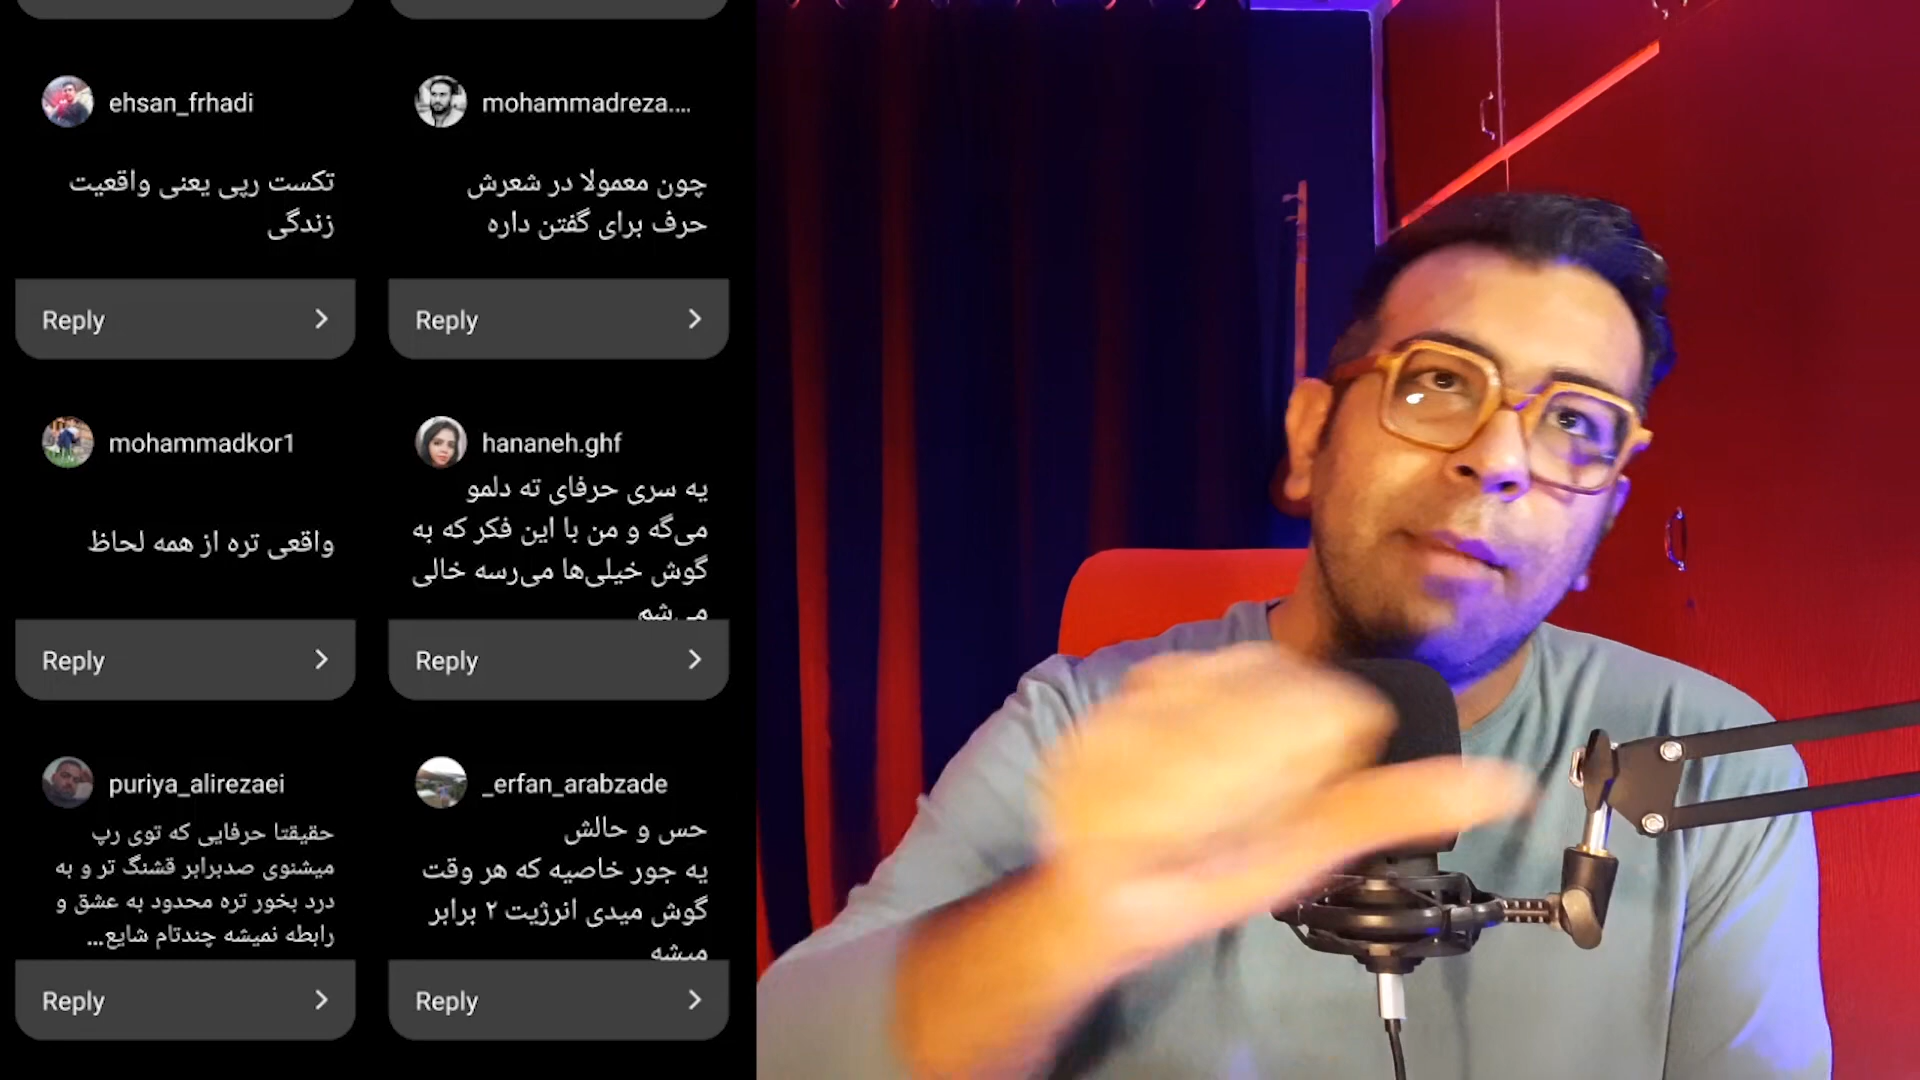 ehsan_frhadi
تکست رپی یعنی واقعیت
زندگی
Reply
mohammadreza....
چون معمولا در شعرش
حرف برای گفتن داره
Reply
mohammadkor1
واقعی تره از همه لحاظ
Reply
hananeh.ghf
یه سری حرفای ته دلمو
می‌گه و من با این فکر که به
گوش خیلی‌ها می‌رسه خالی
می‌شم
Reply
puriya_alirezaei
حقیقتا حرفایی که توی رپ
میشنوی صدبرابر قشنگ تر و به
درد بخور تره محدود به عشق و
رابطه نمیشه چندتام شایع...
Reply
_erfan_arabzade
حس و حالش
یه جور خاصیه که هر وقت
گوش میدی انرژیت ۲ برابر
میشه
Reply